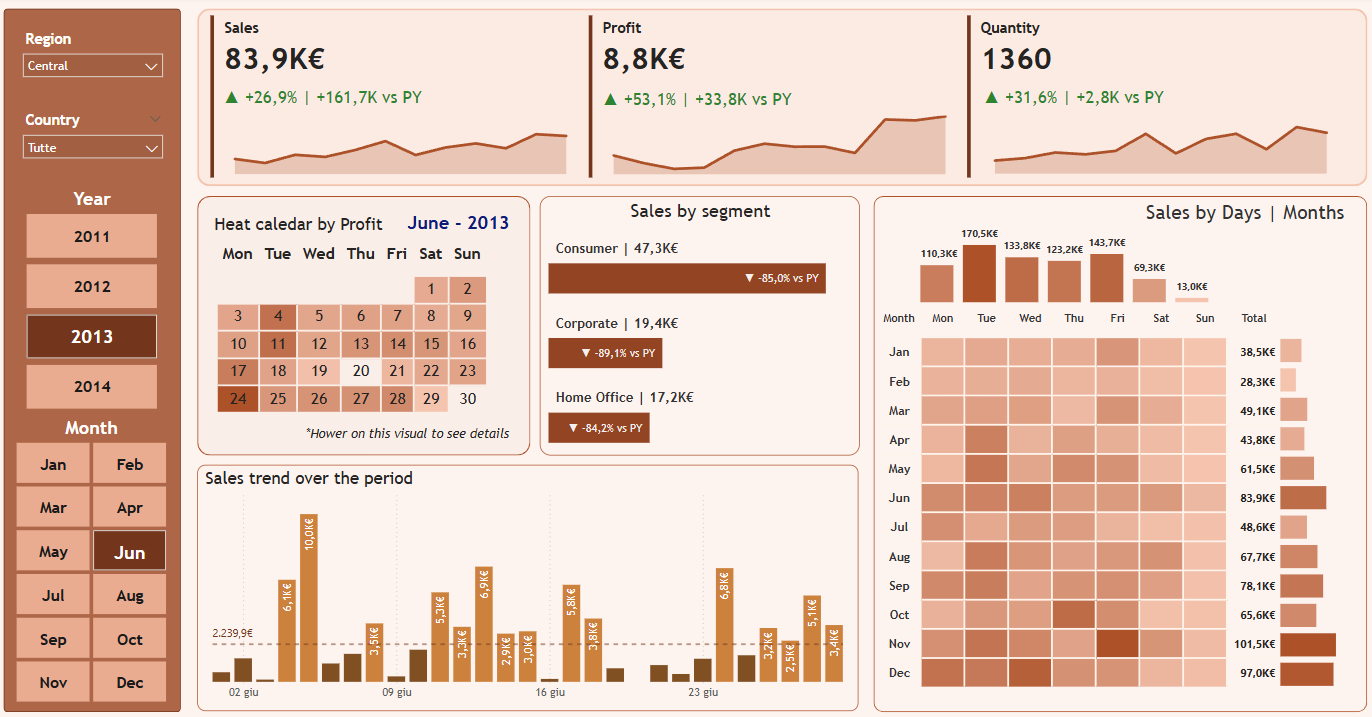 Region
Central
Country
Tutte
Year
2011
2012
2013
2014
Month
Jan Feb
Mar Apr
May Jun
Jul Aug
Sep Oct
Nov Dec
Sales
83,9K€
▲ +26,9% | +161,7K vs PY
Profit
8,8K€
▲ +53,1% | +33,8K vs PY
Quantity
1360
▲ +31,6% | +2,8K vs PY
Heat caledar by Profit June - 2013
Mon Tue Wed Thu Fri Sat Sun
1 2
3 4 5 6 7 8 9
10 11 12 13 14 15 16
17 18 19 20 21 22 23
24 25 26 27 28 29 30
*Hower on this visual to see details
Sales by segment
Consumer | 47,3K€
▼ -85,0% vs PY
Corporate | 19,4K€
▼ -89,1% vs PY
Home Office | 17,2K€
▼ -84,2% vs PY
Sales trend over the period
2.239,9€
6,1K€ 10,0K€ 3,5K€ 5,3K€ 3,3K€ 6,9K€ 2,9K€ 3,0K€ 5,8K€ 3,8K€ 6,8K€ 3,2K€ 2,5K€ 5,1K€ 3,4K€
02 giu 09 giu 16 giu 23 giu
Sales by Days | Months
110,3K€ 170,5K€ 133,8K€ 123,2K€ 143,7K€ 69,3K€ 13,0K€
Month Mon Tue Wed Thu Fri Sat Sun Total
Jan 38,5K€
Feb 28,3K€
Mar 49,1K€
Apr 43,8K€
May 61,5K€
Jun 83,9K€
Jul 48,6K€
Aug 67,7K€
Sep 78,1K€
Oct 65,6K€
Nov 101,5K€
Dec 97,0K€